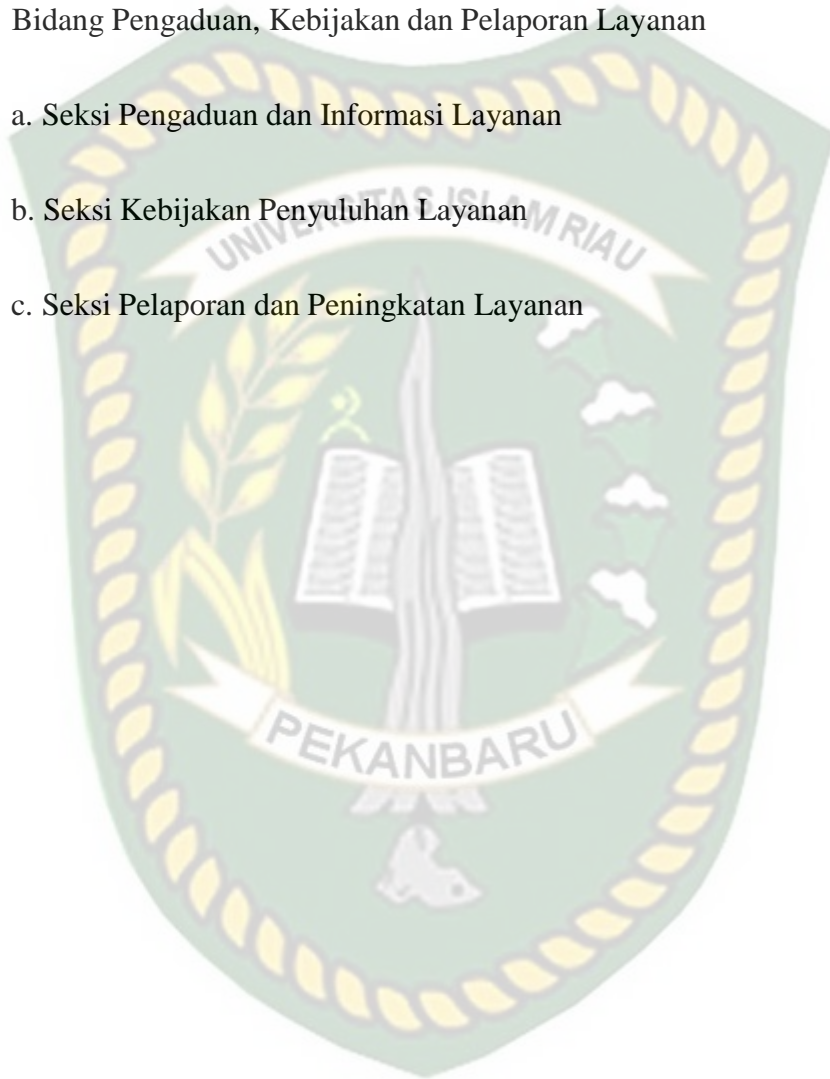 Bidang Pengaduan, Kebijakan dan Pelaporan Layanan
a. Seksi Pengaduan dan Informasi Layanan
b. Seksi Kebijakan Penyuluhan Layanan
c. Seksi Pelaporan dan Peningkatan Layanan
UNIVERSITAS ISLAM RIAU
PEKANBARU